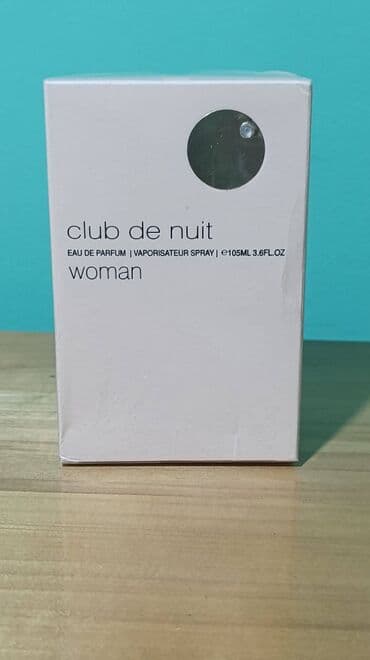 club de nuit
EAU DE PARFUM | VAPORISATEUR SPRAY | ℮105ML 3.6FL.OZ
woman